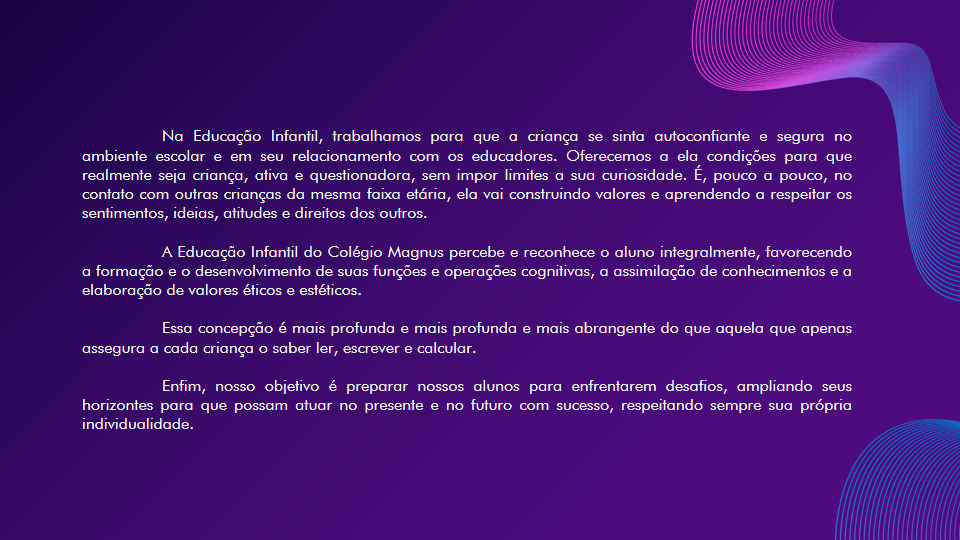 Na Educação Infantil, trabalhamos para que a criança se sinta autoconfiante e segura no
ambiente escolar e em seu relacionamento com os educadores. Oferecemos a ela condições para que
realmente seja criança, ativa e questionadora, sem impor limites a sua curiosidade. É, pouco a pouco, no
contato com outras crianças da mesma faixa etária, ela vai construindo valores e aprendendo a respeitar os
sentimentos, ideias, atitudes e direitos dos outros.
A Educação Infantil do Colégio Magnus percebe e reconhece o aluno integralmente, favorecendo
a formação e o desenvolvimento de suas funções e operações cognitivas, a assimilação de conhecimentos e a
elaboração de valores éticos e estéticos.
Essa concepção é mais profunda e mais profunda e mais abrangente do que aquela que apenas
assegura a cada criança o saber ler, escrever e calcular.
Enfim, nosso objetivo é preparar nossos alunos para enfrentarem desafios, ampliando seus
horizontes para que possam atuar no presente e no futuro com sucesso, respeitando sempre sua própria
individualidade.